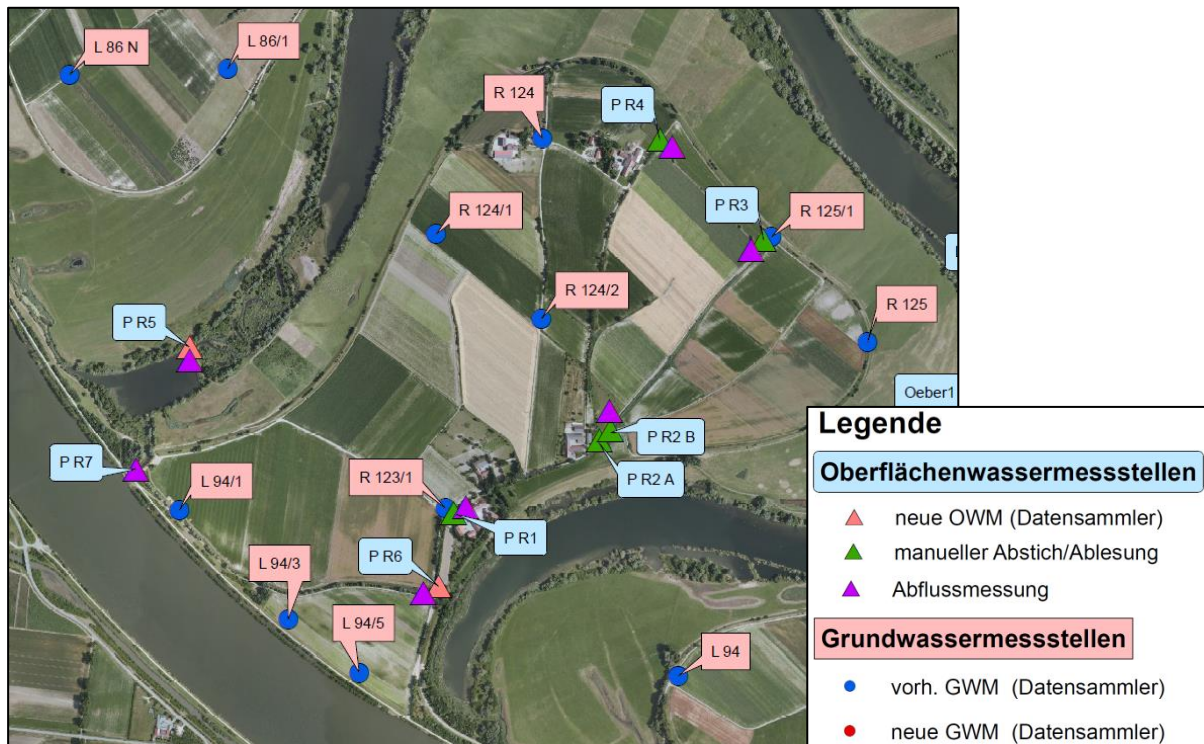 L 86 N
L 86/1
R 124
P R4
P R3
R 125/1
R 124/1
R 124/2
P R5
R 125
Oeber1
P R2 B
P R7
L 94/1
R 123/1
P R2 A
P R1
P R6
L 94/3
L 94/5
L 94
Legende
Oberflächenwassermessstellen
neue OWM (Datensammler)
manueller Abstich/Ablesung
Abflussmessung
Grundwassermessstellen
vorh. GWM (Datensammler)
neue GWM (Datensammler)